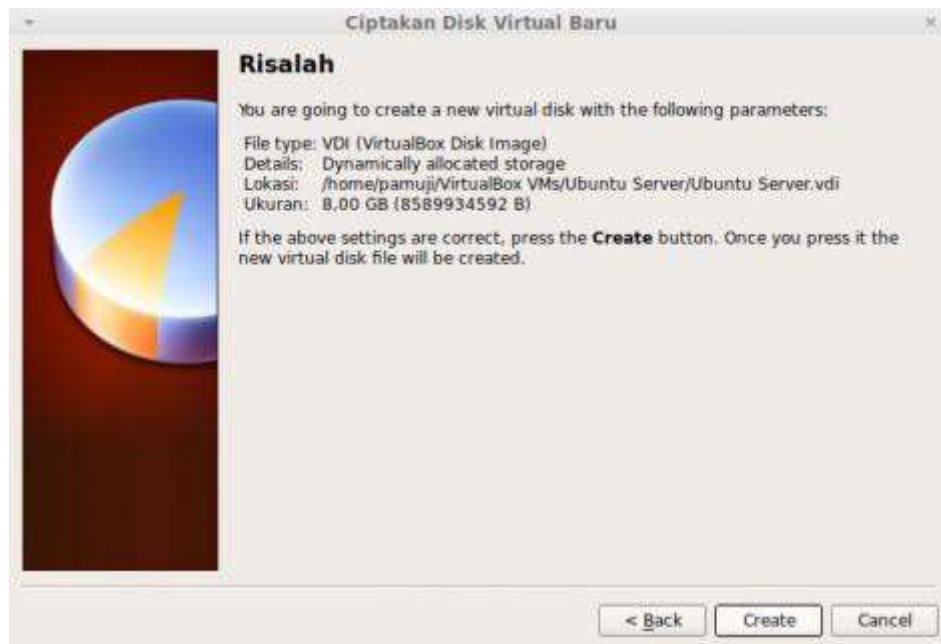 Ciptakan Disk Virtual Baru
Risalah
You are going to create a new virtual disk with the following parameters:
File type: VDI (VirtualBox Disk Image)
Details: Dynamically allocated storage
Lokasi: /home/pamuji/VirtualBox VMs/Ubuntu Server/Ubuntu Server.vdi
Ukuran: 8,00 GB (8589934592 B)
If the above settings are correct, press the Create button. Once you press it the
new virtual disk file will be created.
< Back Create Cancel